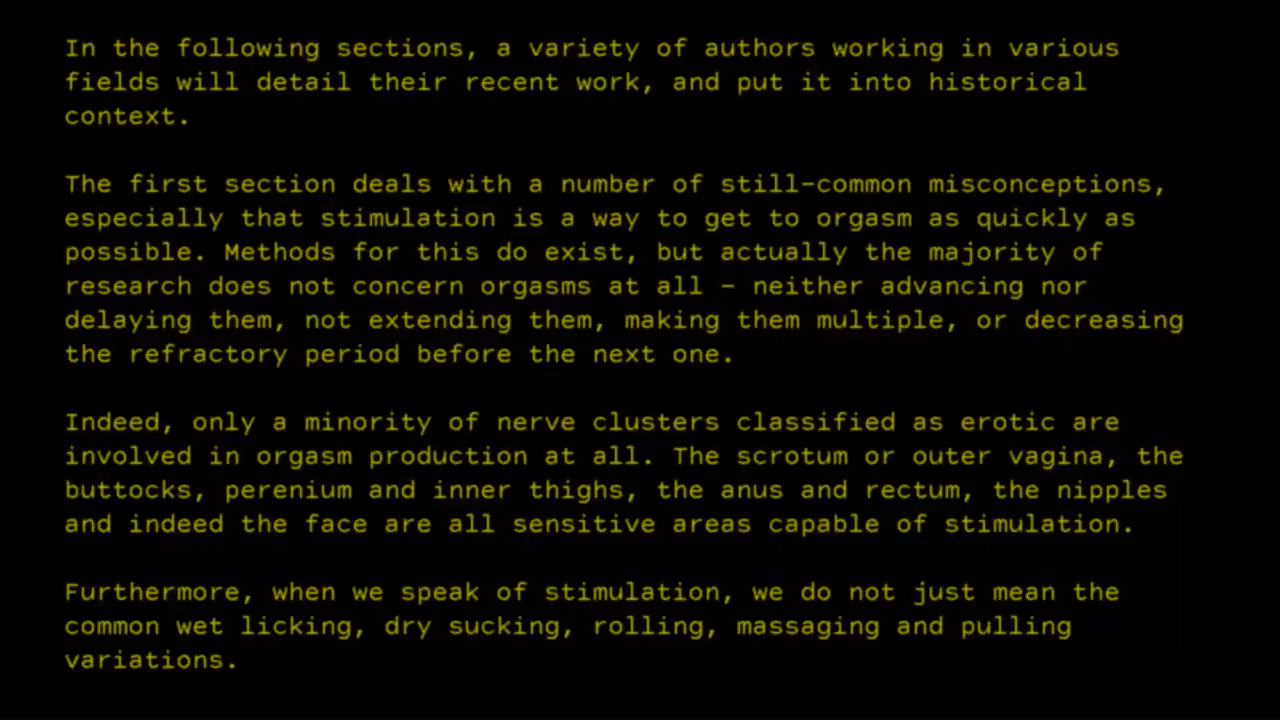 In the following sections, a variety of authors working in various
fields will detail their recent work, and put it into historical
context.
The first section deals with a number of still-common misconceptions,
especially that stimulation is a way to get to orgasm as quickly as
possible. Methods for this do exist, but actually the majority of
research does not concern orgasms at all - neither advancing nor
delaying them, not extending them, making them multiple, or decreasing
the refractory period before the next one.
Indeed, only a minority of nerve clusters classified as erotic are
involved in orgasm production at all. The scrotum or outer vagina, the
buttocks, perenium and inner thighs, the anus and rectum, the nipples
and indeed the face are all sensitive areas capable of stimulation.
Furthermore, when we speak of stimulation, we do not just mean the
common wet licking, dry sucking, rolling, massaging and pulling
variations.